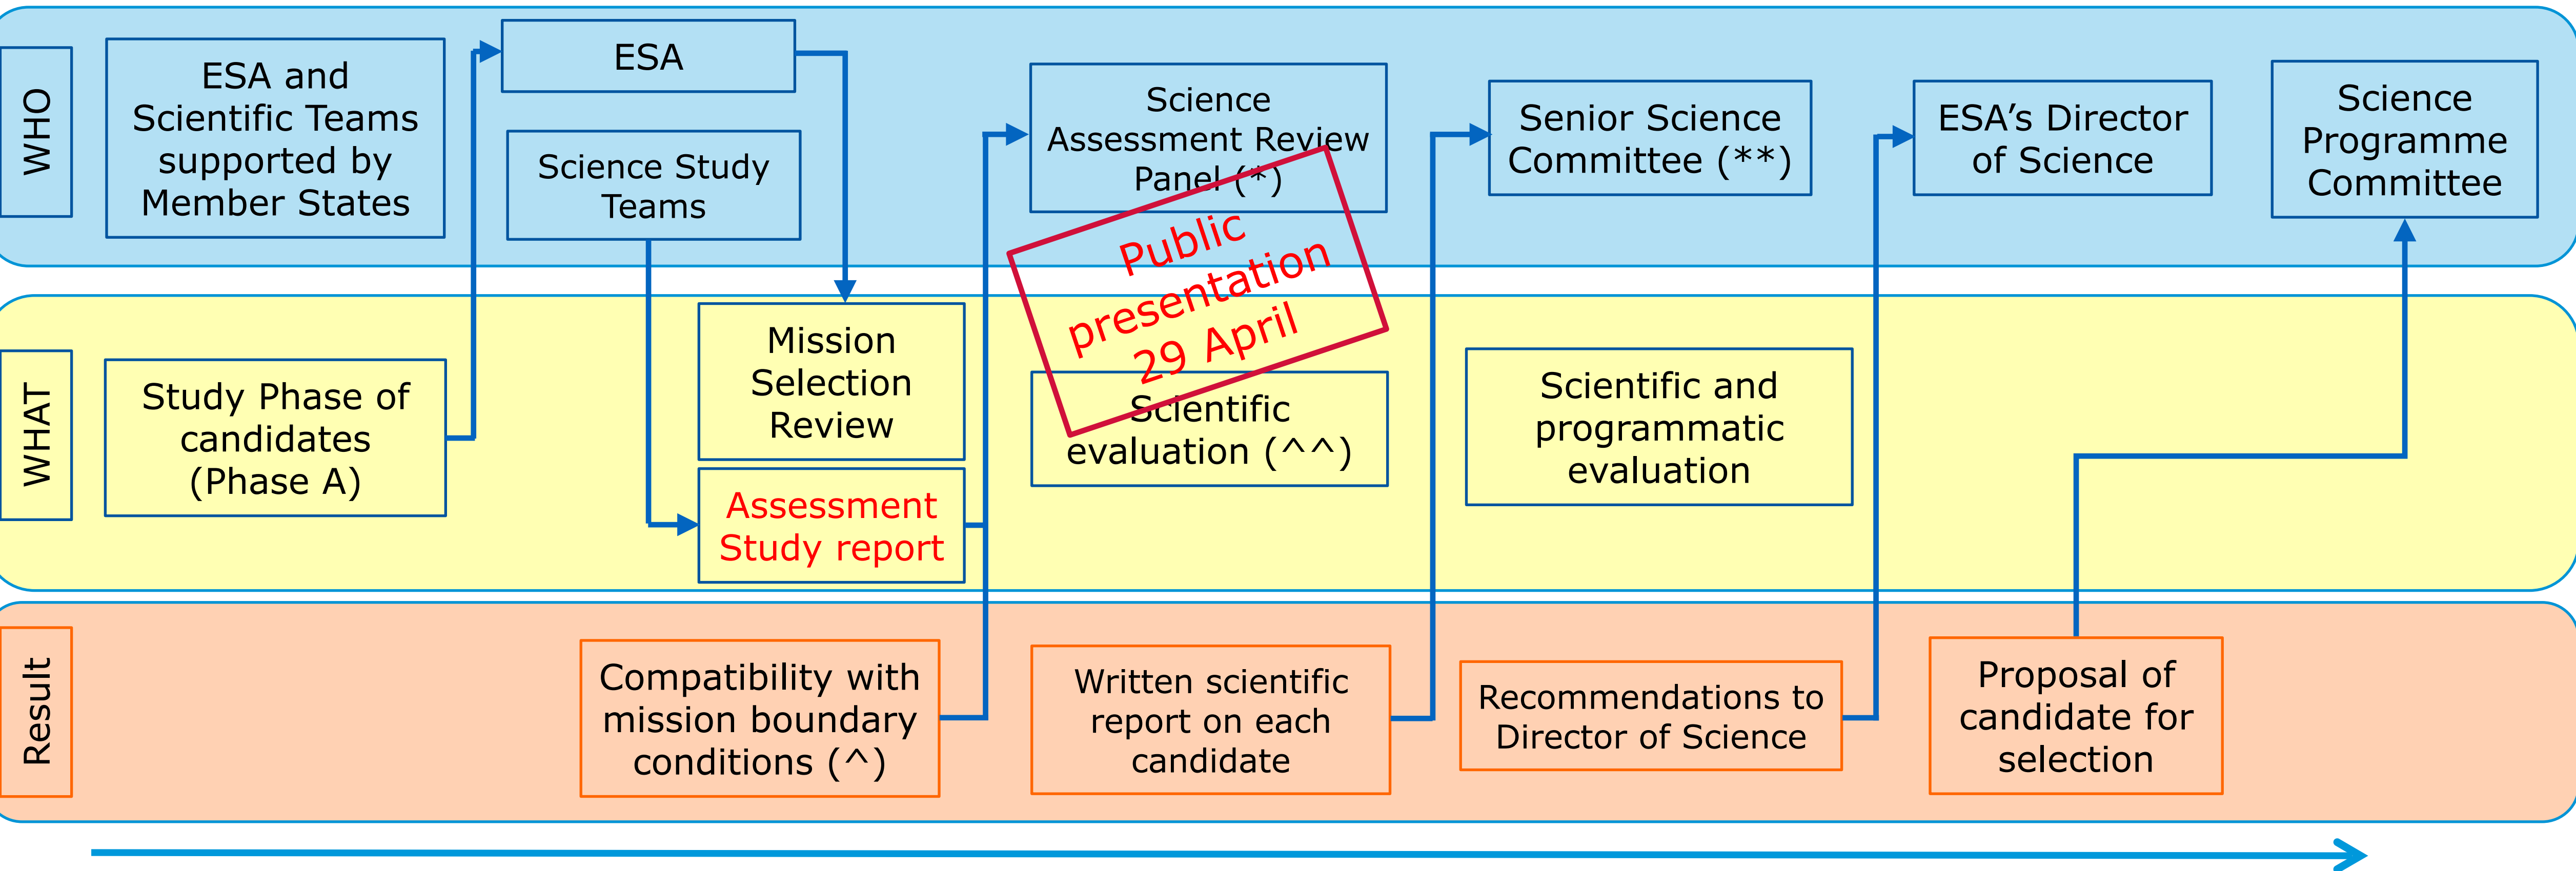 WHO
ESA and
Scientific Teams
supported by
Member States
ESA
Science Study
Teams
Science
Assessment Review
Panel (*)
Senior Science
Committee (**)
ESA’s Director
of Science
Science
Programme
Committee
Public
presentation
29 April
WHAT
Study Phase of
candidates
(Phase A)
Mission
Selection
Review
Assessment
Study report
Scientific
evaluation (^^)
Scientific and
programmatic
evaluation
Result
Compatibility with
mission boundary
conditions (^)
Written scientific
report on each
candidate
Recommendations to
Director of Science
Proposal of
candidate for
selection